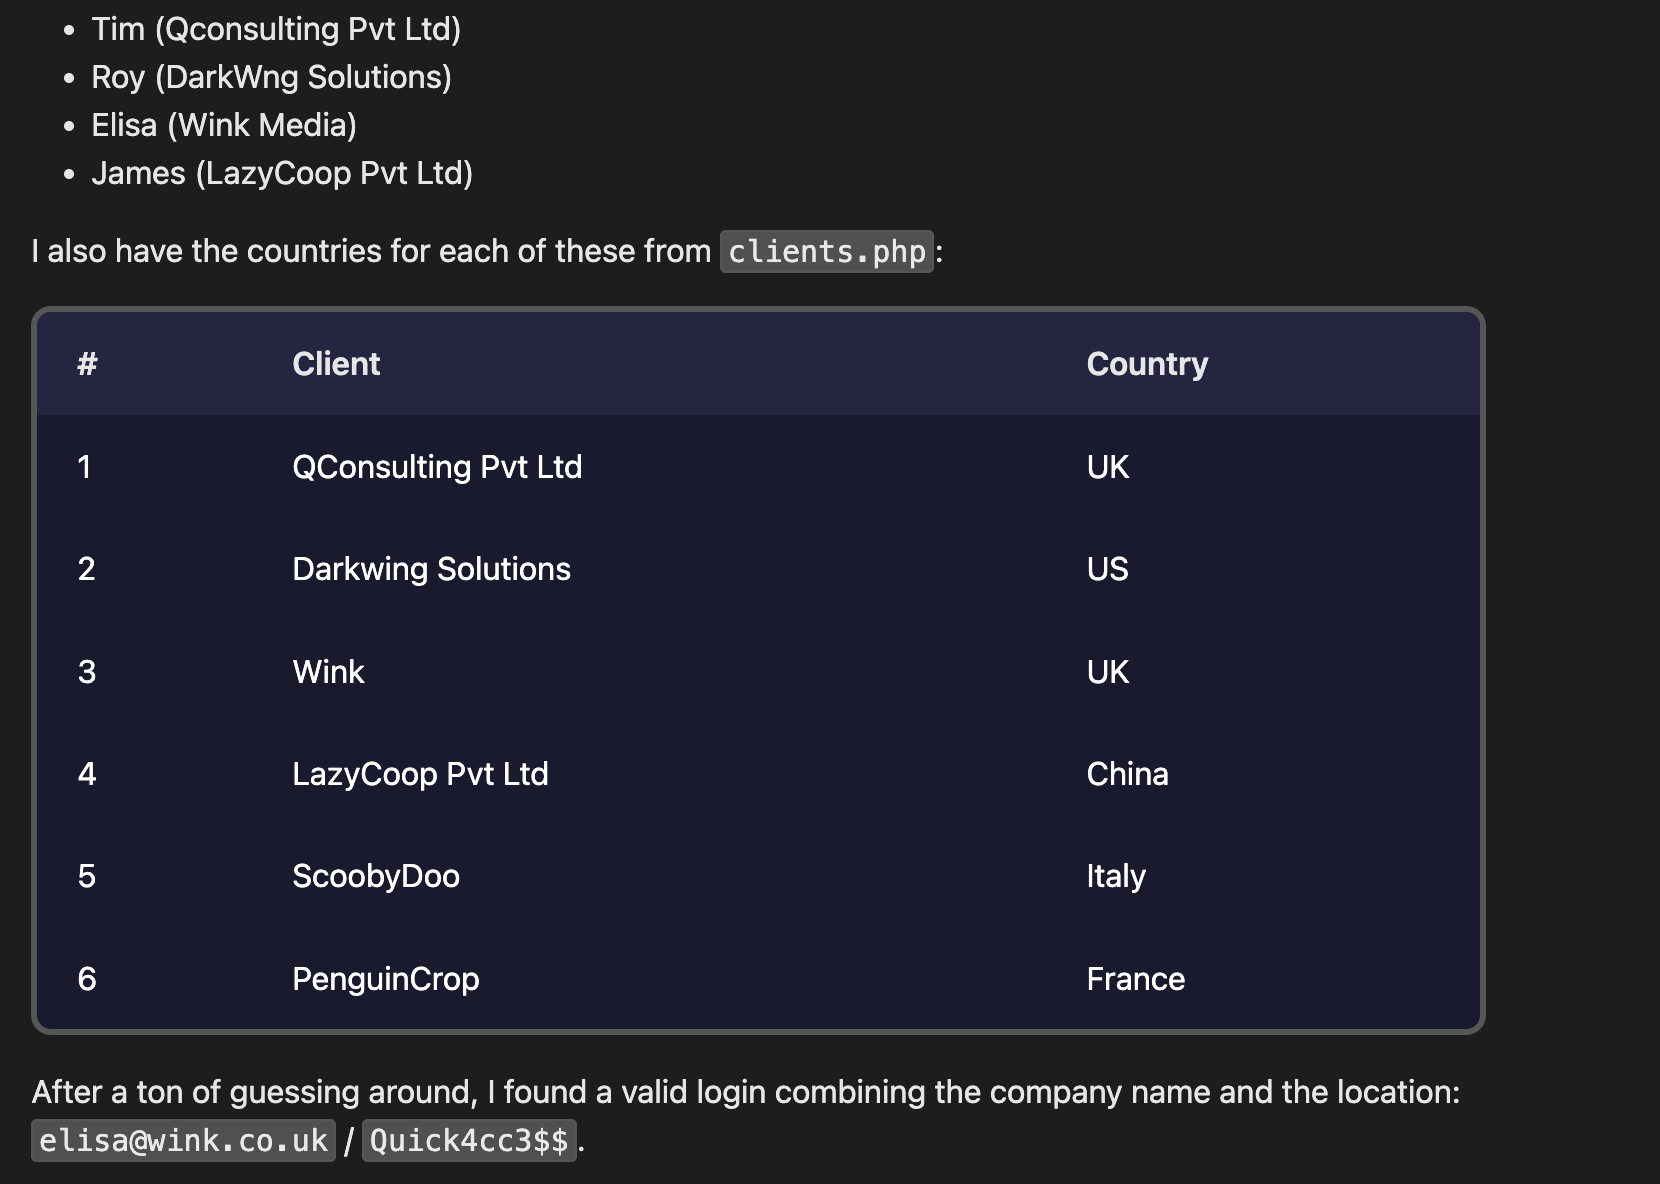 • Tim (Qconsulting Pvt Ltd)
• Roy (DarkWng Solutions)
• Elisa (Wink Media)
• James (LazyCoop Pvt Ltd)
I also have the countries for each of these from clients.php:
# Client Country
1 QConsulting Pvt Ltd UK
2 Darkwing Solutions US
3 Wink UK
4 LazyCoop Pvt Ltd China
5 ScoobyDoo Italy
6 PenguinCrop France
After a ton of guessing around, I found a valid login combining the company name and the location:
elisa@wink.co.uk / Quick4cc3$$.